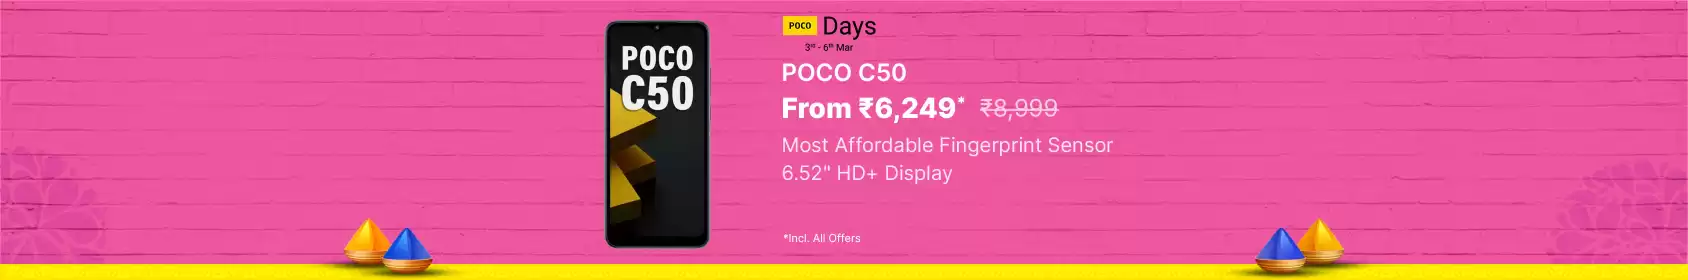 POCO
C50
POCO Days
3rd - 6th Mar
POCO C50
From ₹6,249* ₹8,999
Most Affordable Fingerprint Sensor
6.52" HD+ Display
*Incl. All Offers